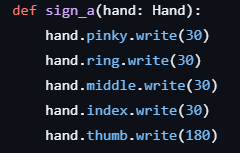 def sign_a(hand: Hand):
    hand.pinky.write(30)
    hand.ring.write(30)
    hand.middle.write(30)
    hand.index.write(30)
    hand.thumb.write(180)